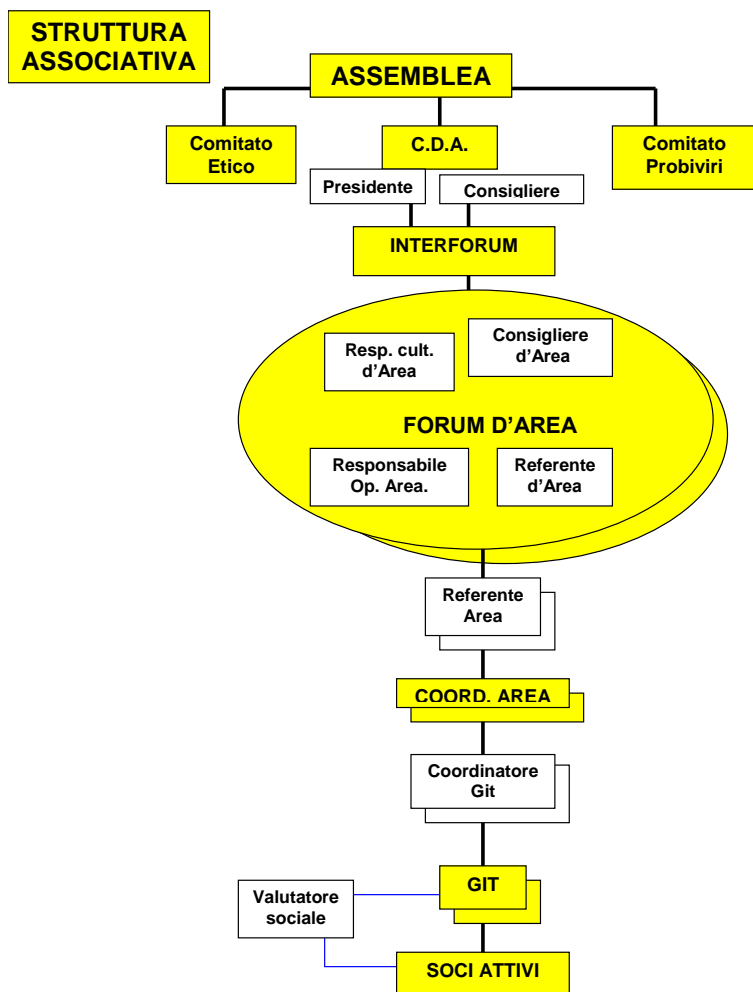 STRUTTURA
ASSOCIATIVA
ASSEMBLEA
Comitato
Etico
C.D.A.
Comitato
Probiviri
Presidente
Consigliere
INTERFORUM
Resp. cult.
d’Area
Consigliere
d’Area
FORUM D’AREA
Responsabile
Op. Area.
Referente
d’Area
Referente
Area
COORD. AREA
Coordinatore
Git
GIT
Valutatore
sociale
SOCI ATTIVI